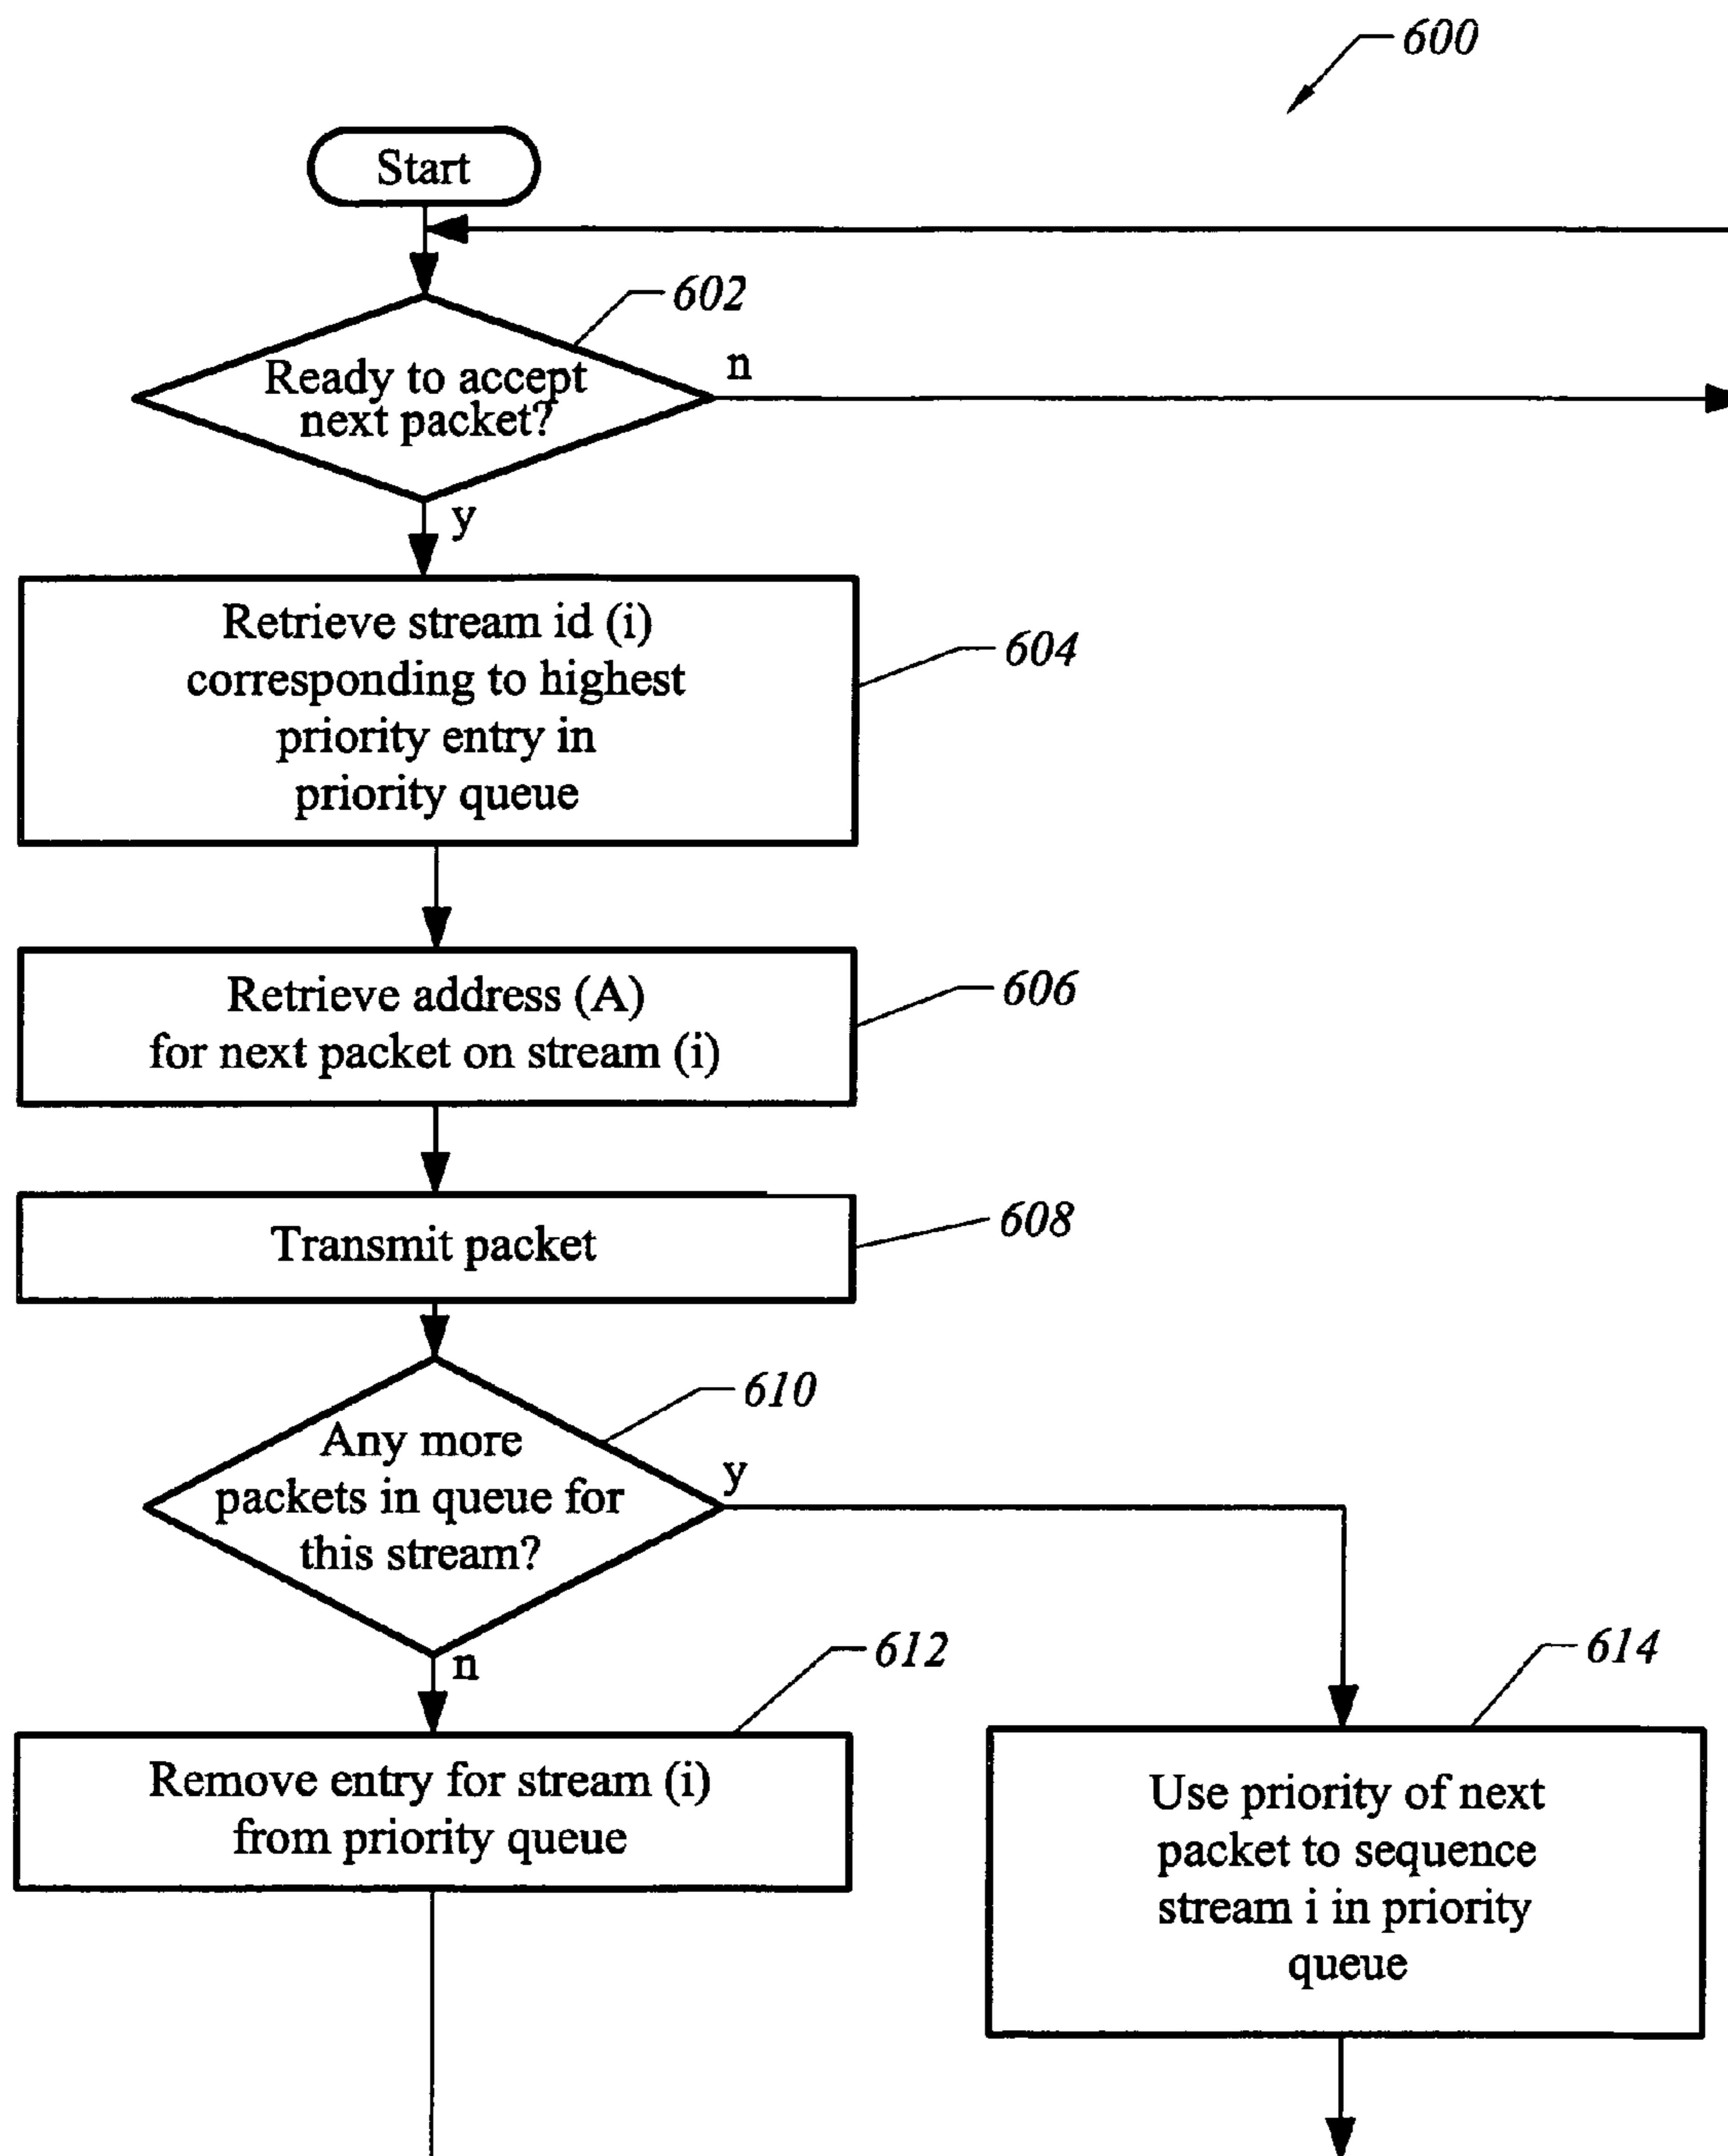 600
Start
602
Ready to accept
next packet?
n
y
Retrieve stream id (i)
corresponding to highest
priority entry in
priority queue
604
Retrieve address (A)
for next packet on stream (i)
606
Transmit packet
608
610
Any more
packets in queue for
this stream?
y
n
612
Remove entry for stream (i)
from priority queue
614
Use priority of next
packet to sequence
stream i in priority
queue